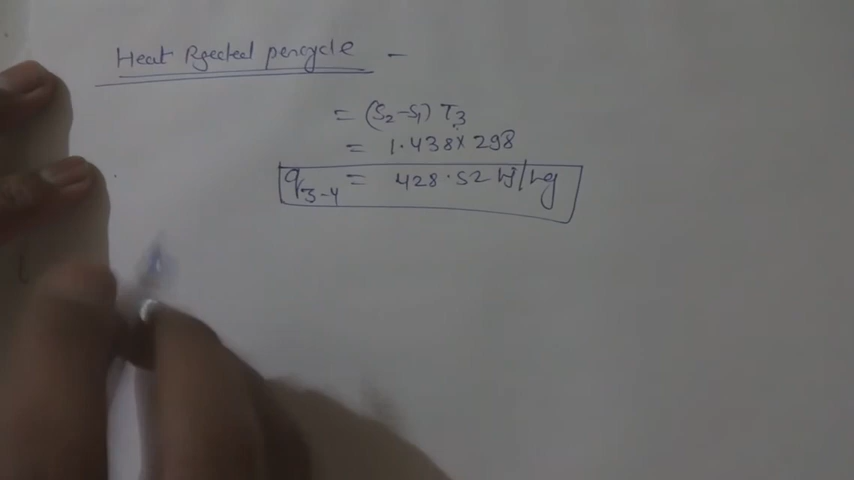 Heat Rejected percycle -
= (S2-S1) T3
= 1.438x 298
q3-4 = 428.52 kJ/kg